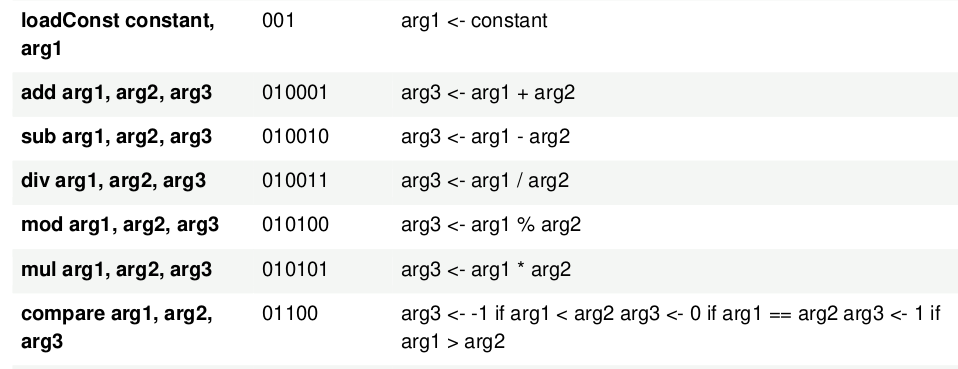 loadConst constant, 001 arg1 <- constant
arg1
add arg1, arg2, arg3 010001 arg3 <- arg1 + arg2
sub arg1, arg2, arg3 010010 arg3 <- arg1 - arg2
div arg1, arg2, arg3 010011 arg3 <- arg1 / arg2
mod arg1, arg2, arg3 010100 arg3 <- arg1 % arg2
mul arg1, arg2, arg3 010101 arg3 <- arg1 * arg2
compare arg1, arg2, 01100 arg3 <- -1 if arg1 < arg2 arg3 <- 0 if arg1 == arg2 arg3 <- 1 if
arg3 arg1 > arg2